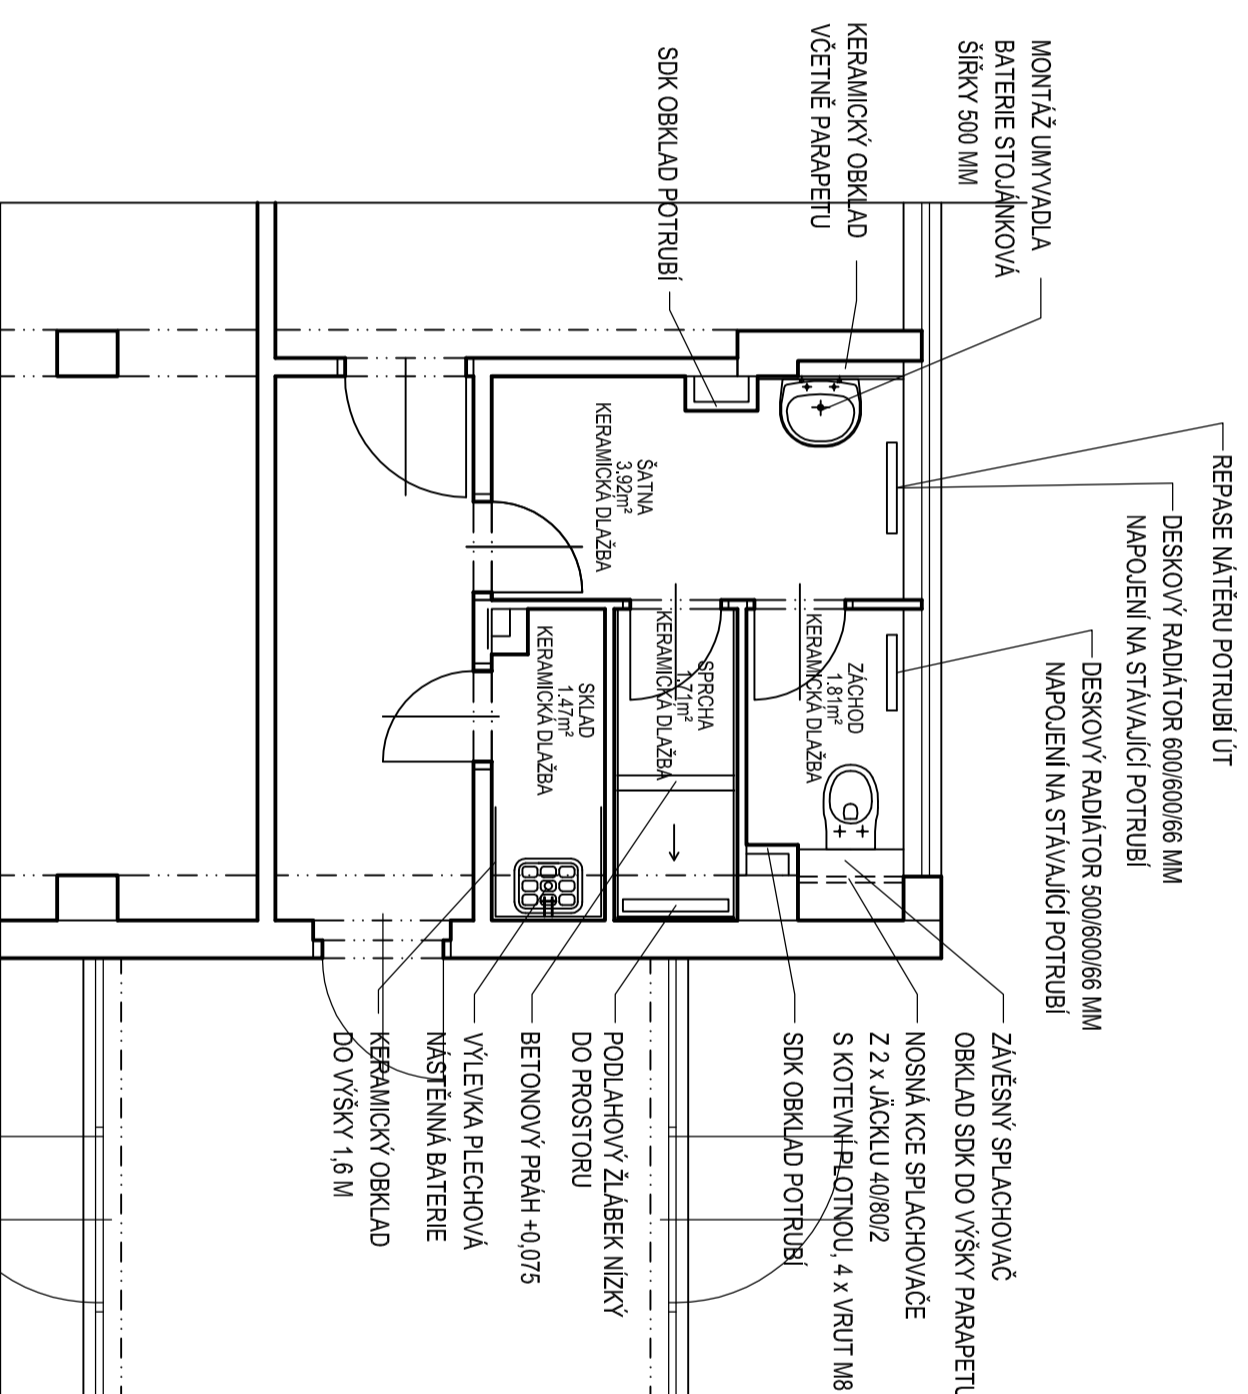 REPASE NÁTĚRU POTRUBÍ ÚT
DESKOVÝ RADIÁTOR 600/600/66 MM
NAPOJENÍ NA STÁVAJÍCÍ POTRUBÍ
DESKOVÝ RADIÁTOR 500/600/66 MM
NAPOJENÍ NA STÁVAJÍCÍ POTRUBÍ
MONTÁŽ UMYVADLA
BATERIE STOJÁNKOVÁ
ŠÍŘKY 500 MM
KERAMICKÝ OBKLAD
VČETNĚ PARAPETU
SDK OBKLAD POTRUBÍ
ŠATNA
3.92m²
KERAMICKÁ DLAŽBA
ZÁCHOD
1.81m²
KERAMICKÁ DLAŽBA
SPRCHA
1.71m²
KERAMICKÁ DLAŽBA
SKLAD
1.47m²
KERAMICKÁ DLAŽBA
ZÁVĚSNÝ SPLACHOVAČ
OBKLAD SDK DO VÝŠKY PARAPETU
NOSNÁ KCE SPLACHOVAČE
Z 2 x JÄCKLU 40/80/2
S KOTEVNÍ PLOTNOU, 4 x VRUT M8
SDK OBKLAD POTRUBÍ
PODLAHOVÝ ŽLÁBEK NÍZKÝ
DO PROSTORU
BETONOVÝ PRÁH +0,075
VÝLEVKA PLECHOVÁ
NÁSTĚNNÁ BATERIE
KERAMICKÝ OBKLAD
DO VÝŠKY 1,6 M